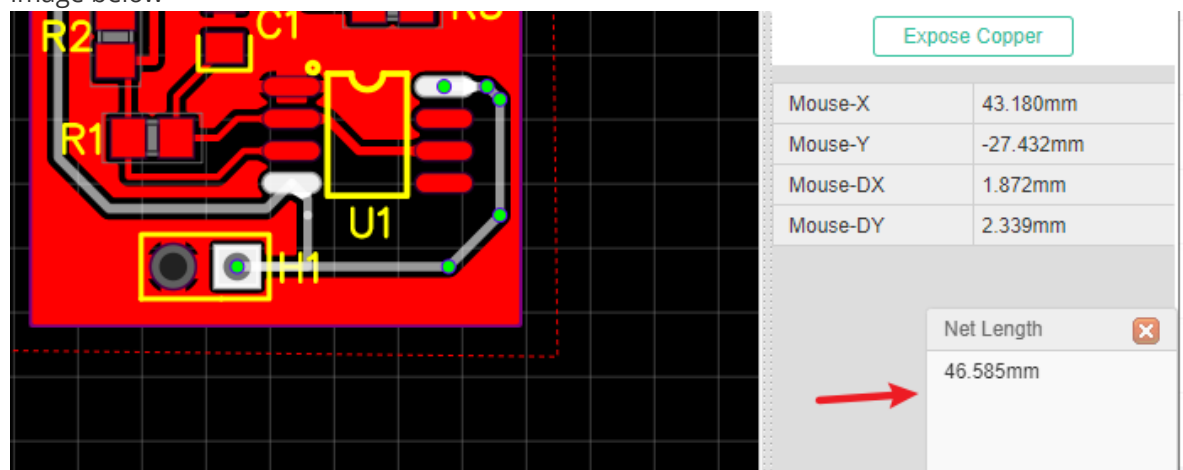 R2
C1
Expose Copper
Mouse-X 43.180mm
R1
Mouse-Y -27.432mm
Mouse-DX 1.872mm
U1
Mouse-DY 2.339mm
H1
Net Length
46.585mm